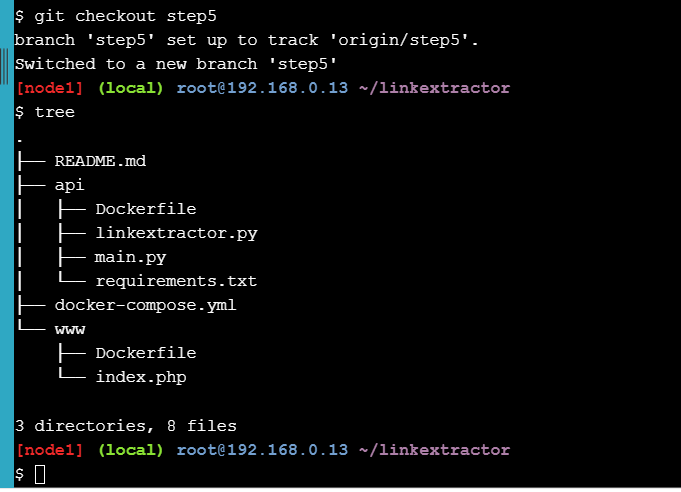 $ git checkout step5
branch 'step5' set up to track 'origin/step5'.
Switched to a new branch 'step5'
[node1] (local) root@192.168.0.13 ~/linkextractor
$ tree
.
├── README.md
├── api
│   ├── Dockerfile
│   ├── linkextractor.py
│   ├── main.py
│   └── requirements.txt
├── docker-compose.yml
└── www
    ├── Dockerfile
    └── index.php

3 directories, 8 files
[node1] (local) root@192.168.0.13 ~/linkextractor
$